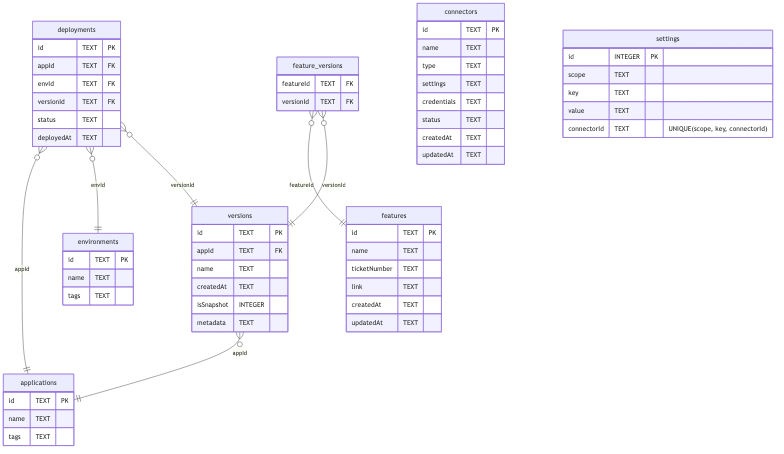 deployments
id TEXT PK
appId TEXT FK
envId TEXT FK
versionId TEXT FK
status TEXT
deployedAt TEXT
feature_versions
featureId TEXT FK
versionId TEXT FK
connectors
id TEXT PK
name TEXT
type TEXT
settings TEXT
credentials TEXT
status TEXT
createdAt TEXT
updatedAt TEXT
settings
id INTEGER PK
scope TEXT
key TEXT
value TEXT
connectorId TEXT UNIQUE(scope, key, connectorId)
envId
versionId
featureId
versionId
appId
environments
id TEXT PK
name TEXT
tags TEXT
versions
id TEXT PK
appId TEXT FK
name TEXT
createdAt TEXT
isSnapshot INTEGER
metadata TEXT
features
id TEXT PK
name TEXT
ticketNumber TEXT
link TEXT
createdAt TEXT
updatedAt TEXT
appId
applications
id TEXT PK
name TEXT
tags TEXT